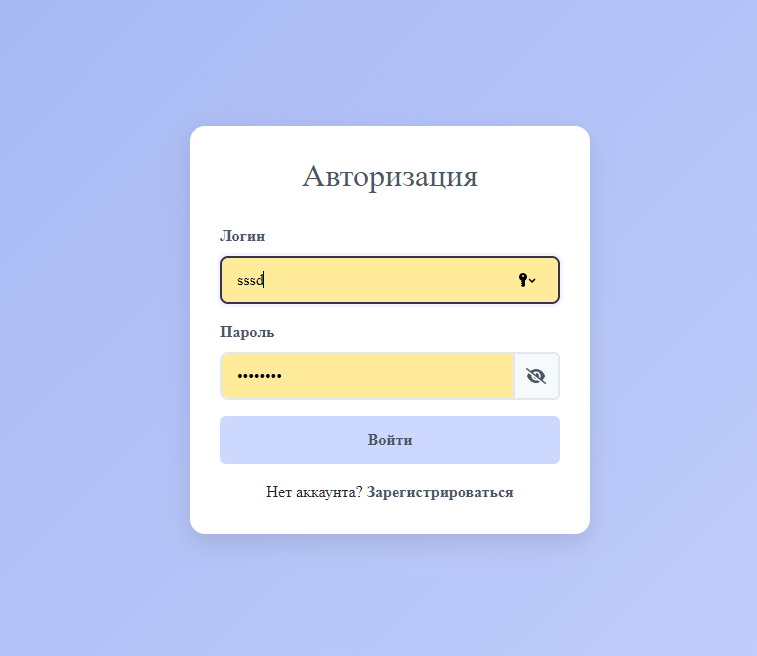 Авторизация
Логин
sssd
Пароль
••••••••
Войти
Нет аккаунта? Зарегистрироваться